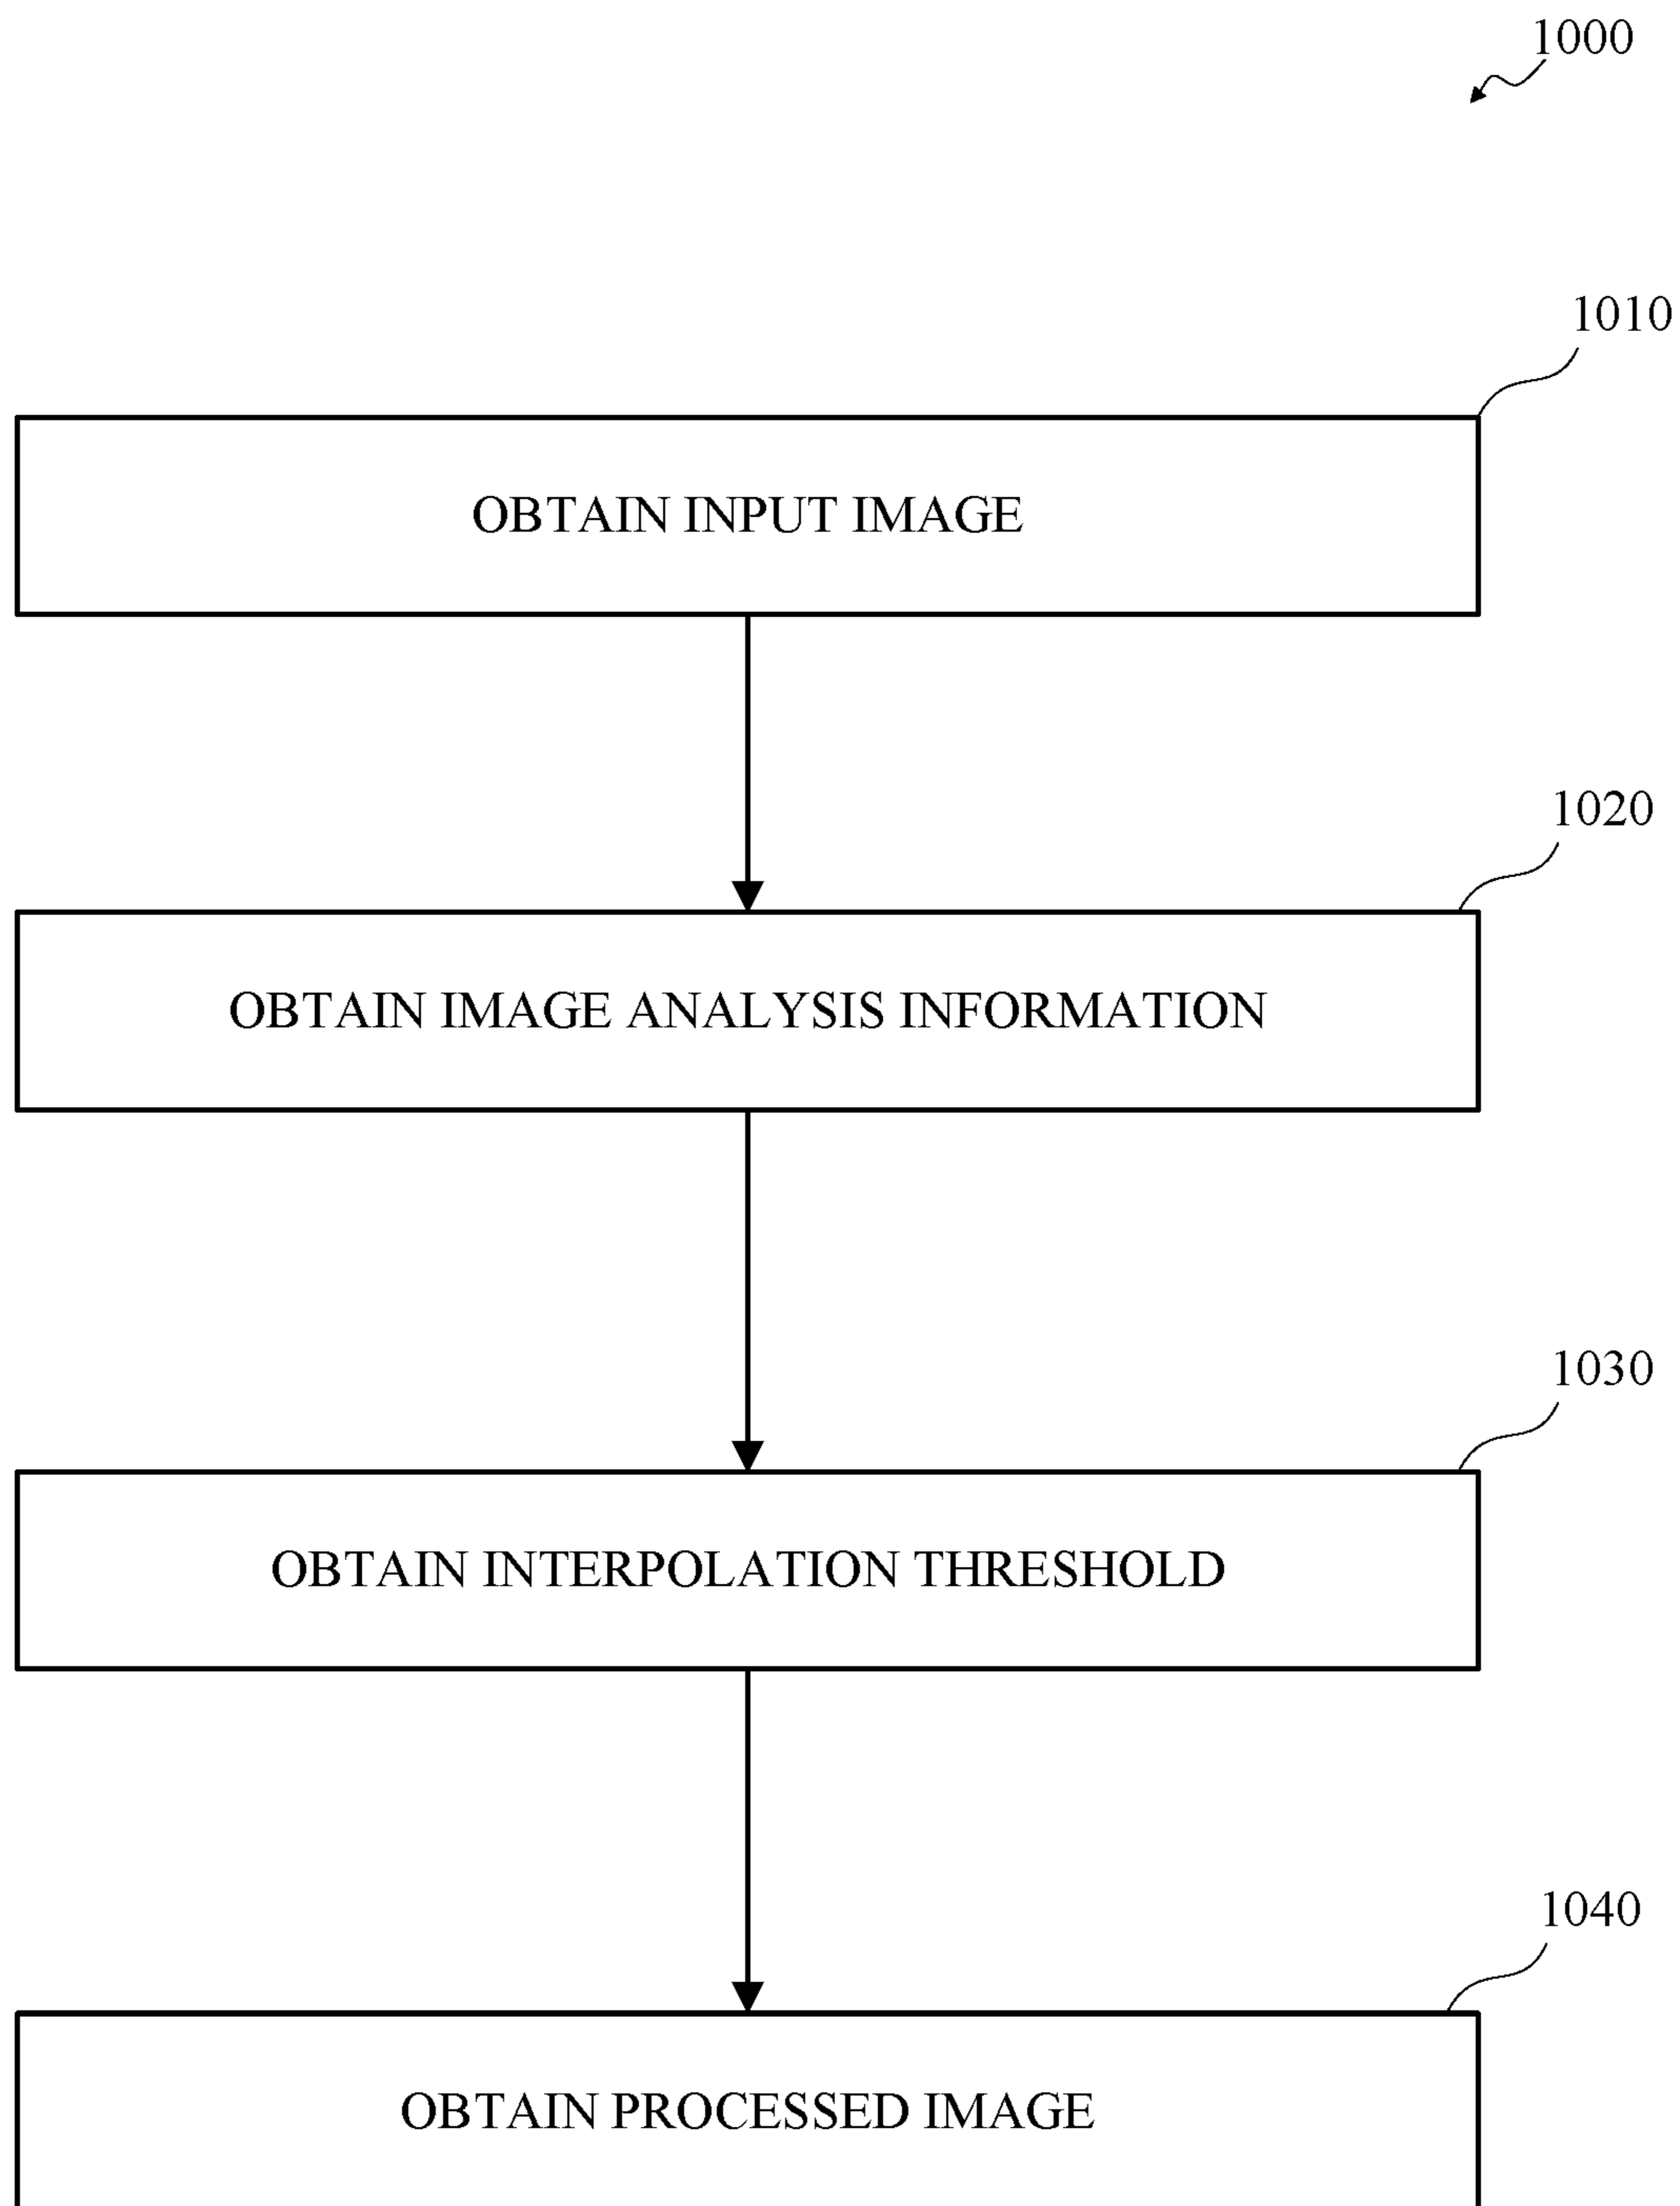 1000
1010
OBTAIN INPUT IMAGE
1020
OBTAIN IMAGE ANALYSIS INFORMATION
1030
OBTAIN INTERPOLATION THRESHOLD
1040
OBTAIN PROCESSED IMAGE